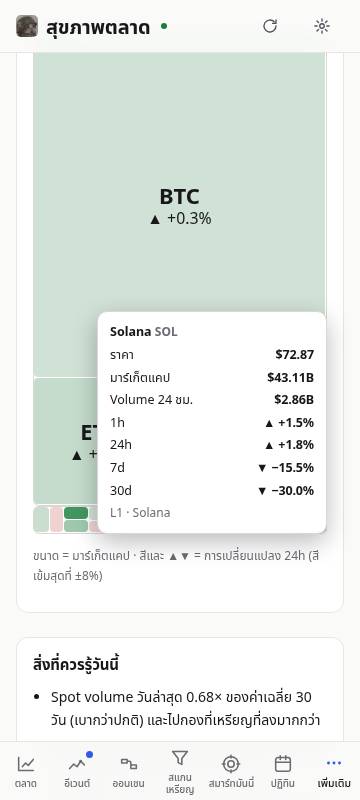 สุขภาพตลาด
BTC
▲ +0.3%
Solana SOL
ราคา $72.87
มาร์เก็ตแคป $43.11B
Volume 24 ชม. $2.86B
1h ▲ +1.5%
24h ▲ +1.8%
7d ▼ −15.5%
30d ▼ −30.0%
L1 · Solana
▲ +
ขนาด = มาร์เก็ตแคป · สีและ ▲▼ = การเปลี่ยนแปลง 24h (สี
เข้มสุดที่ ±8%)
สิ่งที่ควรรู้วันนี้
• Spot volume วันล่าสุด 0.68× ของค่าเฉลี่ย 30
วัน (เบากว่าปกติ) และไปกองที่เหรียญที่ลงมากกว่า
ตลาด
อีเวนต์
ออนเชน
สแกน
เหรียญ
สมาร์ทมันนี่
ปฏิทิน
เพิ่มเติม